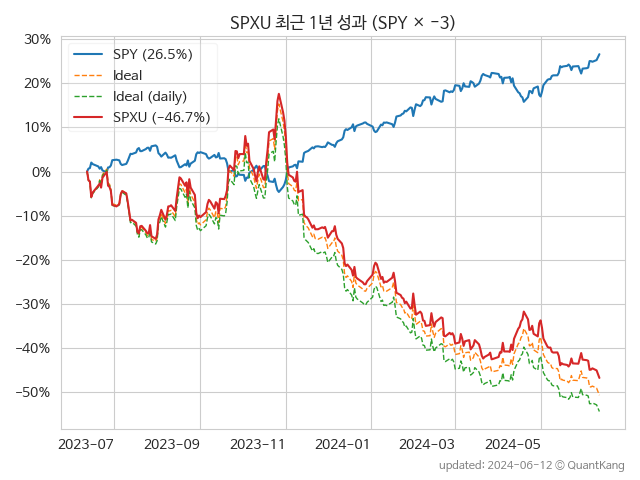 SPXU 최근 1년 성과 (SPY × −3)
30%
20%
10%
0%
−10%
−20%
−30%
−40%
−50%
SPY (26.5%)
Ideal
Ideal (daily)
SPXU (−46.7%)
2023−07
2023−09
2023−11
2024−01
2024−03
2024−05
updated: 2024-06-12 © QuantKang